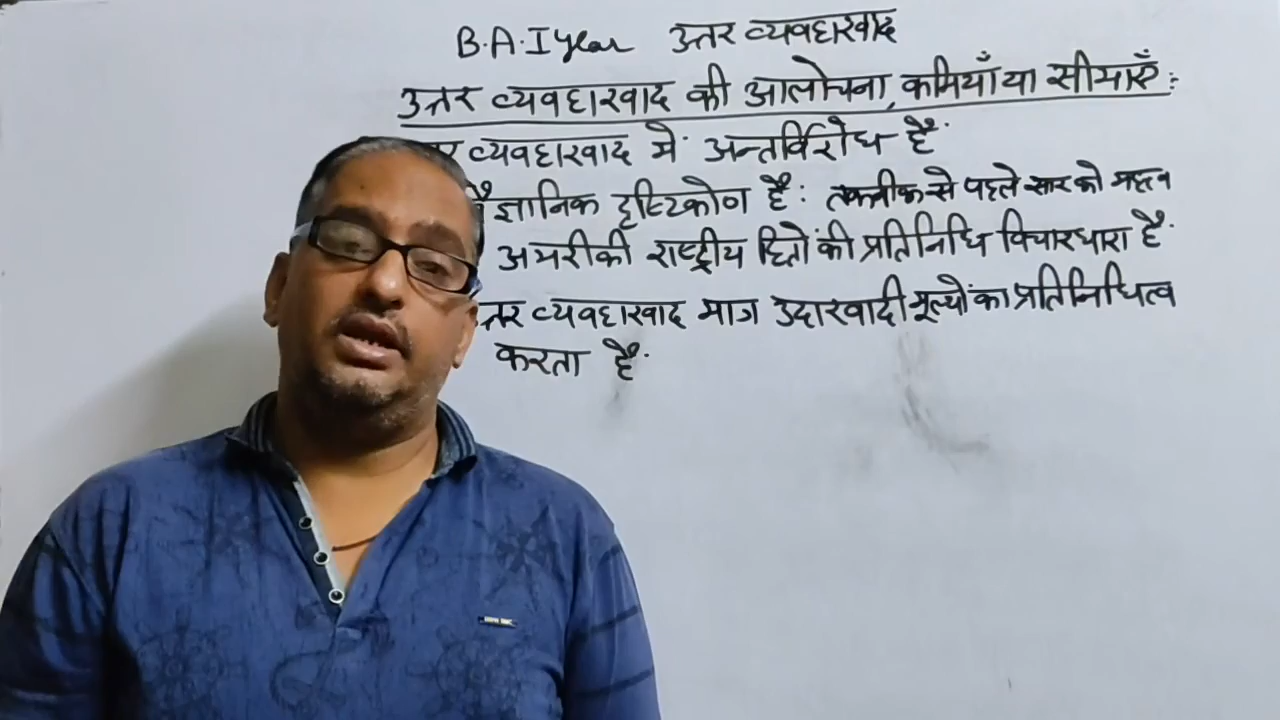 B.A.I year उत्तर व्यवहारवाद
उत्तर व्यवहारवाद की आलोचना, कमियाँ या सीमाएँ:
व्यवहारवाद में अन्तर्विरोध है.
वैज्ञानिक दृष्टिकोण है: तकनीक से पहले सार को महत्व
अमरीकी राष्ट्रीय हितों की प्रतिनिधि विचारधारा है.
उत्तर व्यवहारवाद मात्र उदारवादी मूल्यों का प्रतिनिधित्व
करता है.